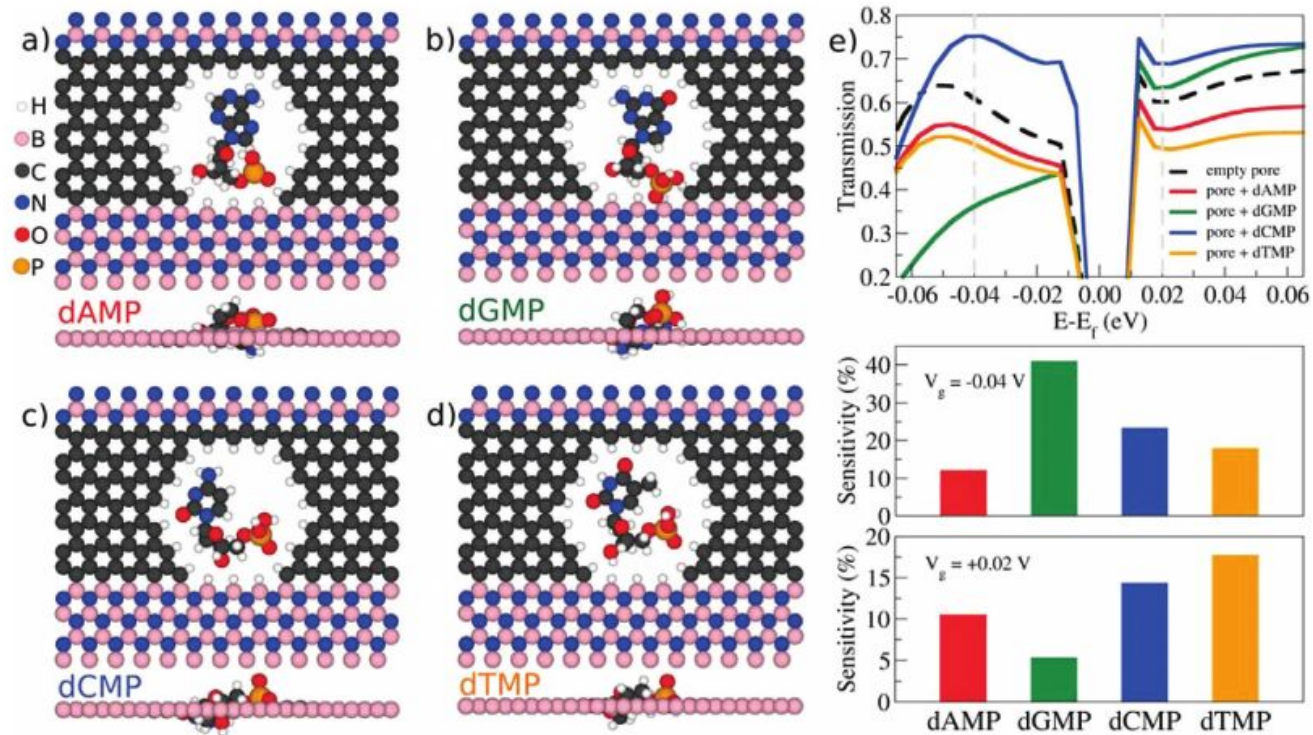 a)
H
B
C
N
O
P
dAMP
b)
dGMP
c)
dCMP
d)
dTMP
e)
Transmission
0.8
0.7
0.6
0.5
0.4
0.3
0.2
empty pore
pore + dAMP
pore + dGMP
pore + dCMP
pore + dTMP
-0.06 -0.04 -0.02 0.00 0.02 0.04 0.06
E-E_f (eV)
Sensitivity (%)
40
30
20
10
0
V_g = -0.04 V
Sensitivity (%)
20
15
10
5
0
V_g = +0.02 V
dAMP dGMP dCMP dTMP